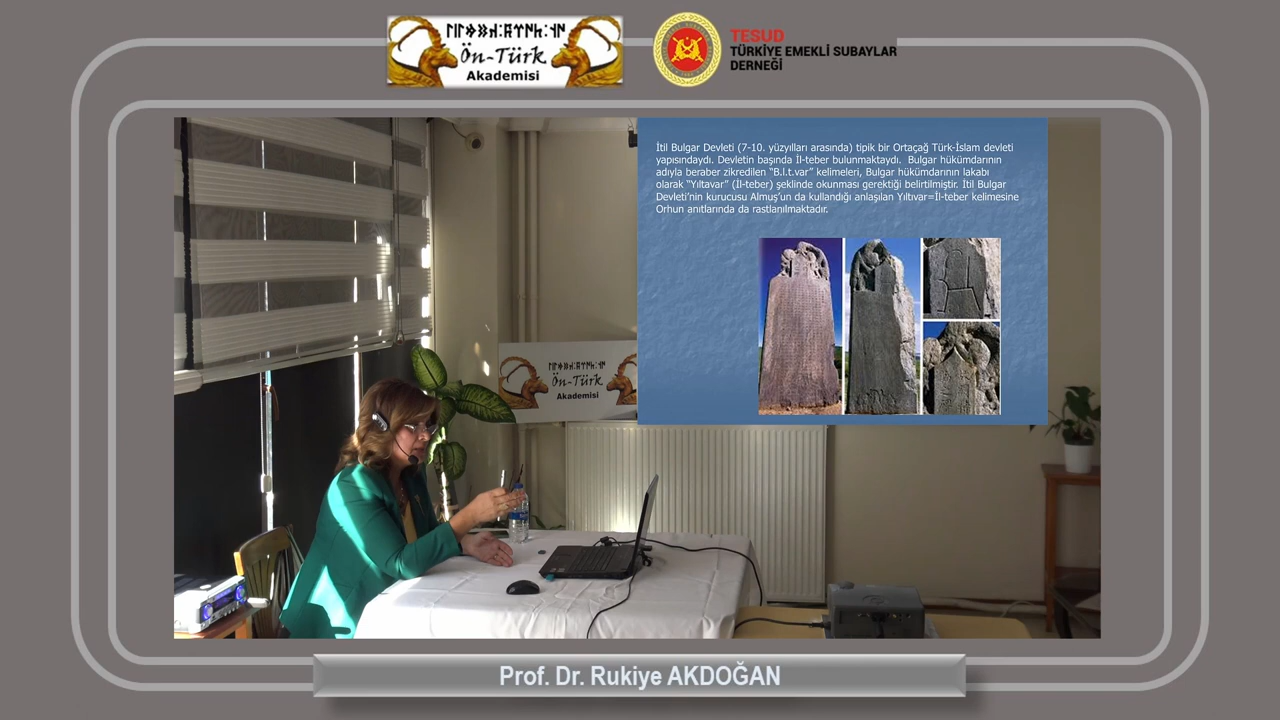 Ön-Türk
Akademisi
TESUD
TÜRKİYE EMEKLİ SUBAYLAR
DERNEĞİ
İtil Bulgar Devleti (7-10. yüzyılları arasında) tipik bir Ortaçağ Türk-İslam devleti
yapısındaydı. Devletin başında İl-teber bulunmaktaydı. Bulgar hükümdarının
adıyla beraber zikredilen “B.l.t.var” kelimeleri, Bulgar hükümdarının lakabı
olarak “Yıltavar” (İl-teber) şeklinde okunması gerektiği belirtilmiştir. İtil Bulgar
Devleti’nin kurucusu Almuş’un da kullandığı anlaşılan Yıltıvar=İl-teber kelimesine
Orhun anıtlarında da rastlanılmaktadır.
Ön-Türk
Akademisi
Prof. Dr. Rukiye AKDOĞAN